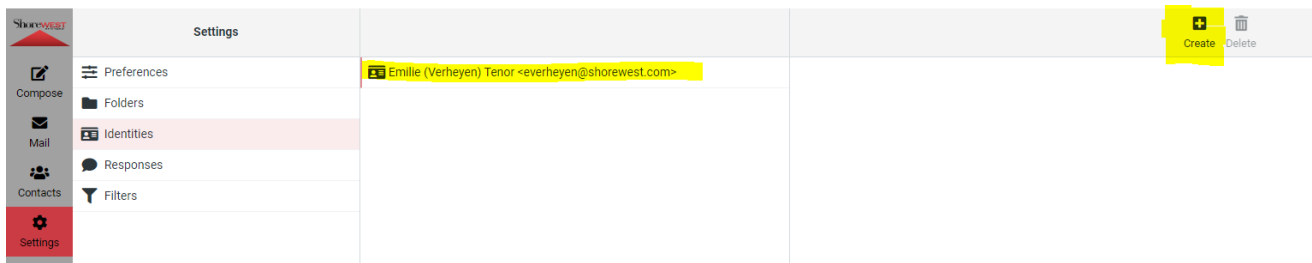 Shorewest
Settings
Create
Delete
Compose
Mail
Contacts
Settings
Preferences
Folders
Identities
Responses
Filters
Emilie (Verheyen) Tenor <everheyen@shorewest.com>